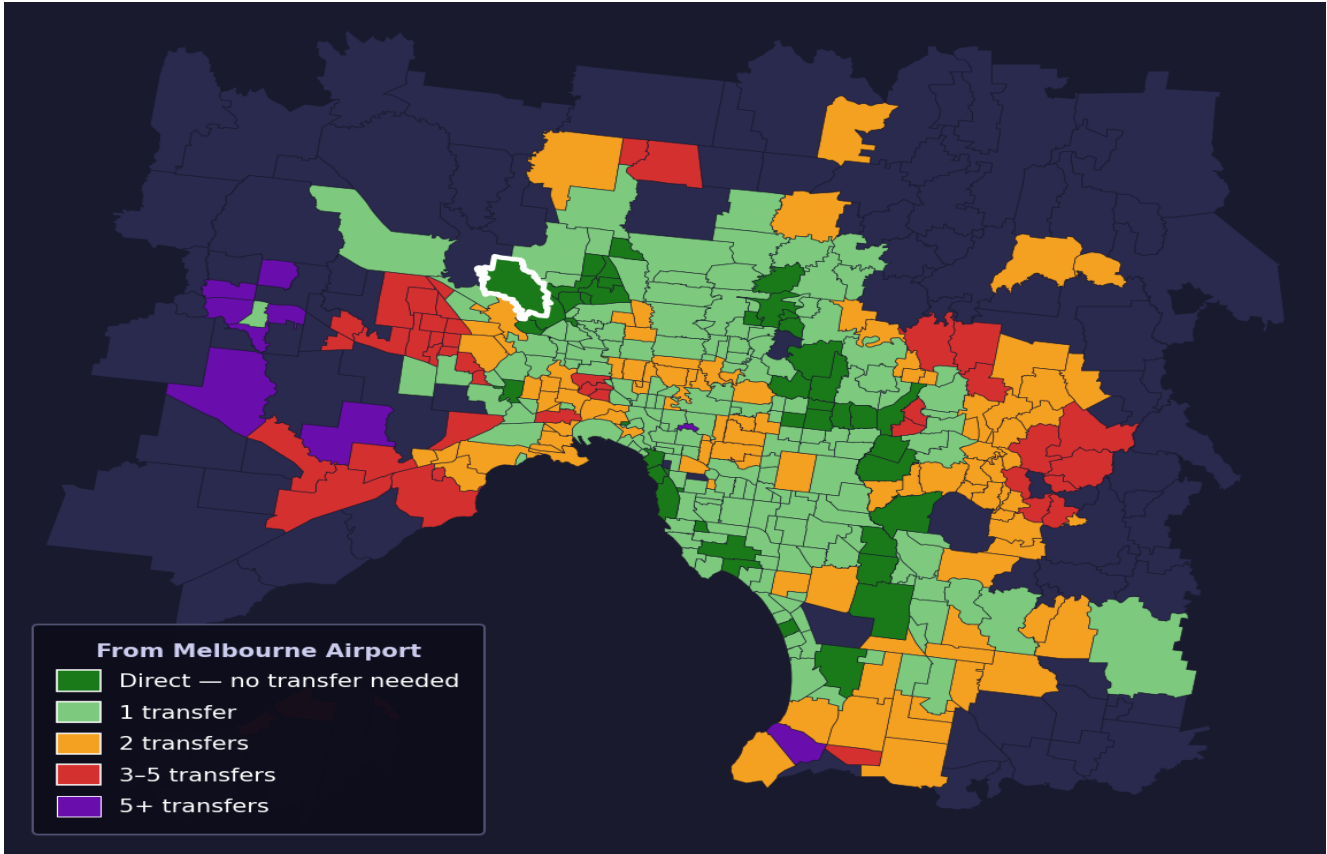 From Melbourne Airport
Direct — no transfer needed
1 transfer
2 transfers
3–5 transfers
5+ transfers